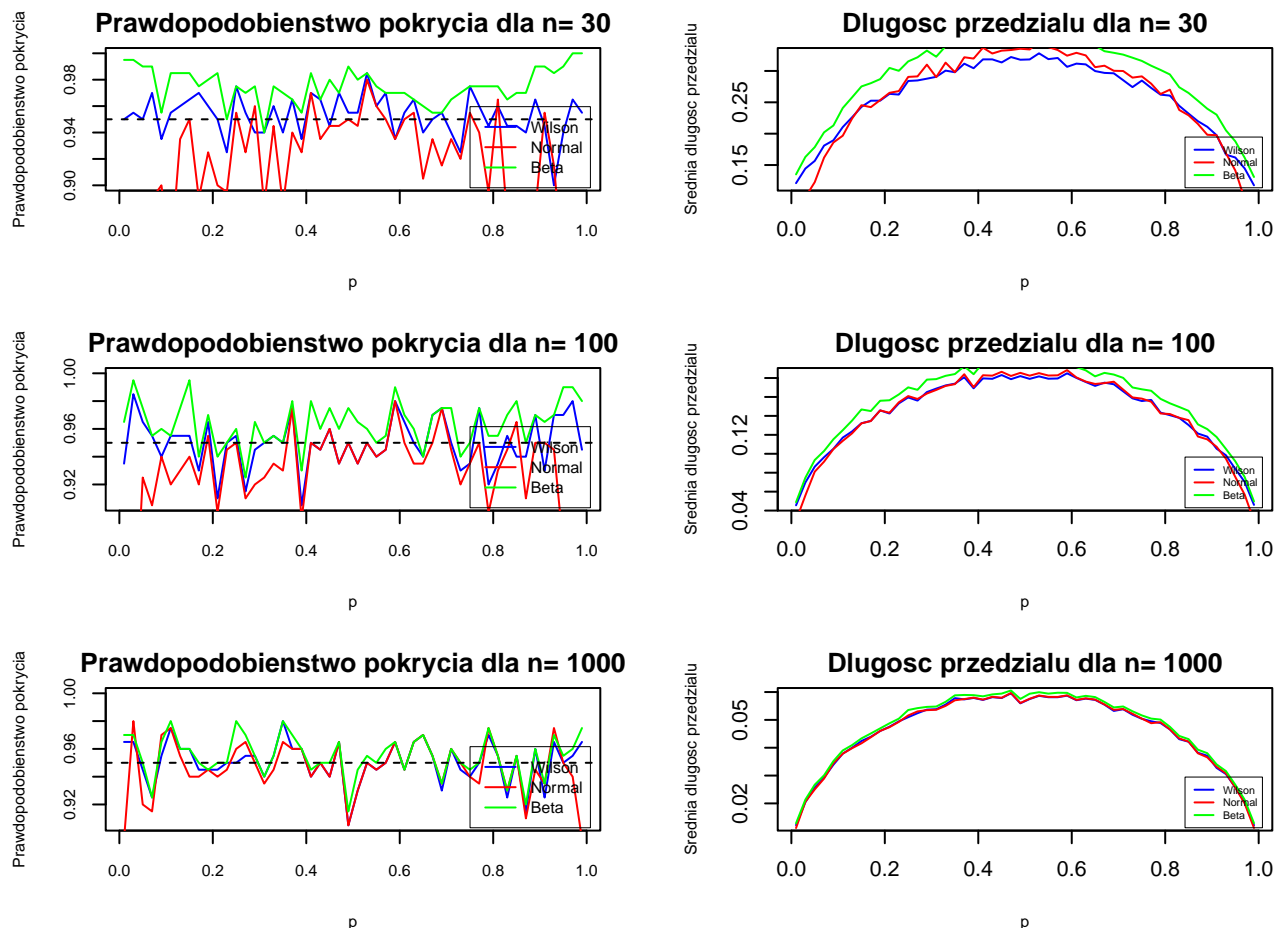 Prawdopodobienstwo pokrycia dla n= 30
Prawdopodobienstwo pokrycia
0.90 0.94 0.98
Wilson
Normal
Beta
0.0 0.2 0.4 0.6 0.8 1.0
p
Dlugosc przedzialu dla n= 30
Srednia dlugosc przedzialu
0.15 0.25
Wilson
Normal
Beta
0.0 0.2 0.4 0.6 0.8 1.0
p
Prawdopodobienstwo pokrycia dla n= 100
Prawdopodobienstwo pokrycia
0.92 0.96 1.00
Wilson
Normal
Beta
0.0 0.2 0.4 0.6 0.8 1.0
p
Dlugosc przedzialu dla n= 100
Srednia dlugosc przedzialu
0.04 0.12
Wilson
Normal
Beta
0.0 0.2 0.4 0.6 0.8 1.0
p
Prawdopodobienstwo pokrycia dla n= 1000
Prawdopodobienstwo pokrycia
0.92 0.96 1.00
Wilson
Normal
Beta
0.0 0.2 0.4 0.6 0.8 1.0
p
Dlugosc przedzialu dla n= 1000
Srednia dlugosc przedzialu
0.02 0.05
Wilson
Normal
Beta
0.0 0.2 0.4 0.6 0.8 1.0
p